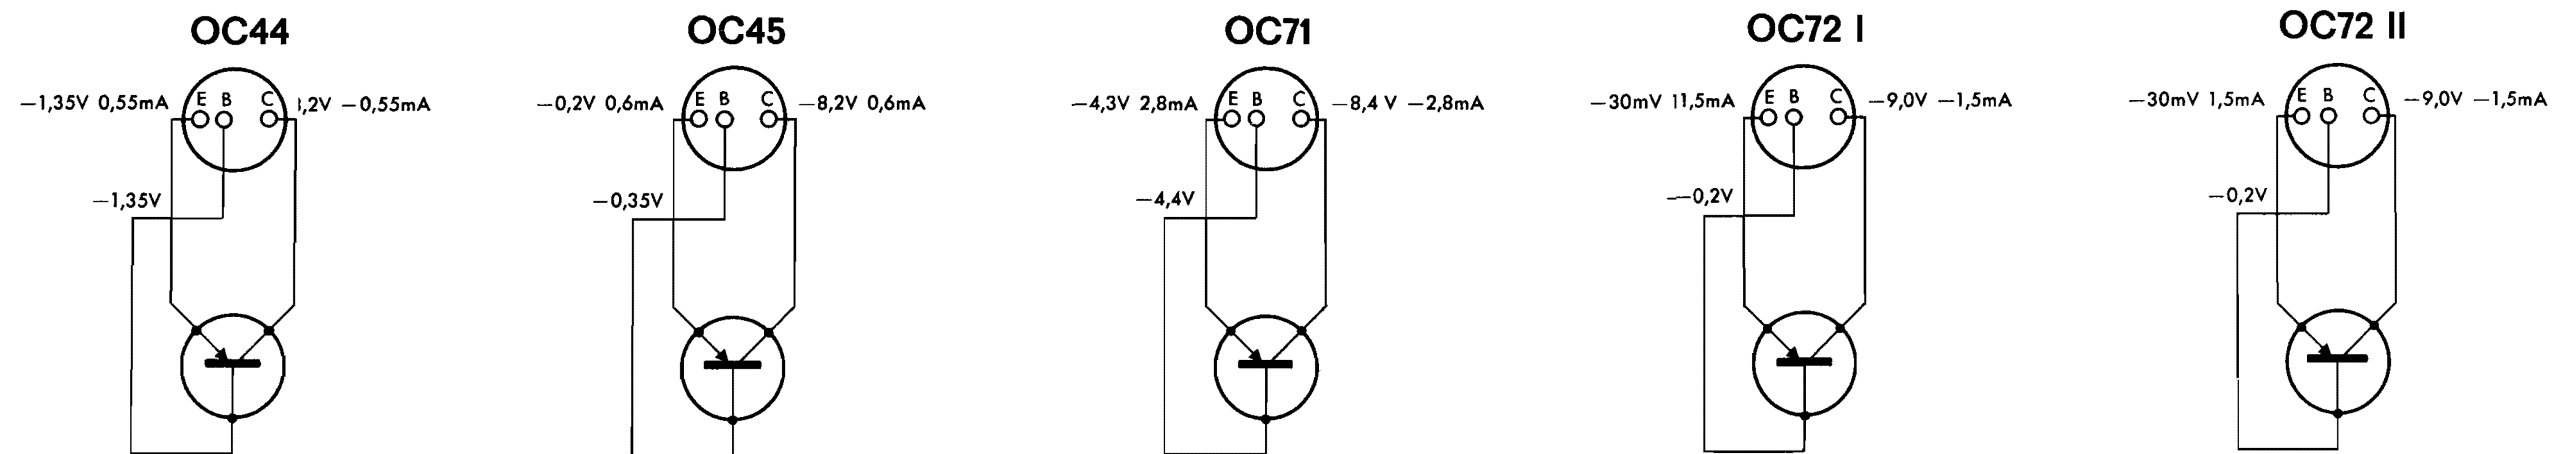 OC44
−1,35V 0,55mA
E B C
,2V −0,55mA
−1,35V
OC45
−0,2V 0,6mA
E B C
−8,2V 0,6mA
−0,35V
OC71
−4,3V 2,8mA
E B C
−8,4 V −2,8mA
−4,4V
OC72 I
−30mV 11,5mA
E B C
−9,0V −1,5mA
−0,2V
OC72 II
−30mV 1,5mA
E B C
−9,0V −1,5mA
−0,2V